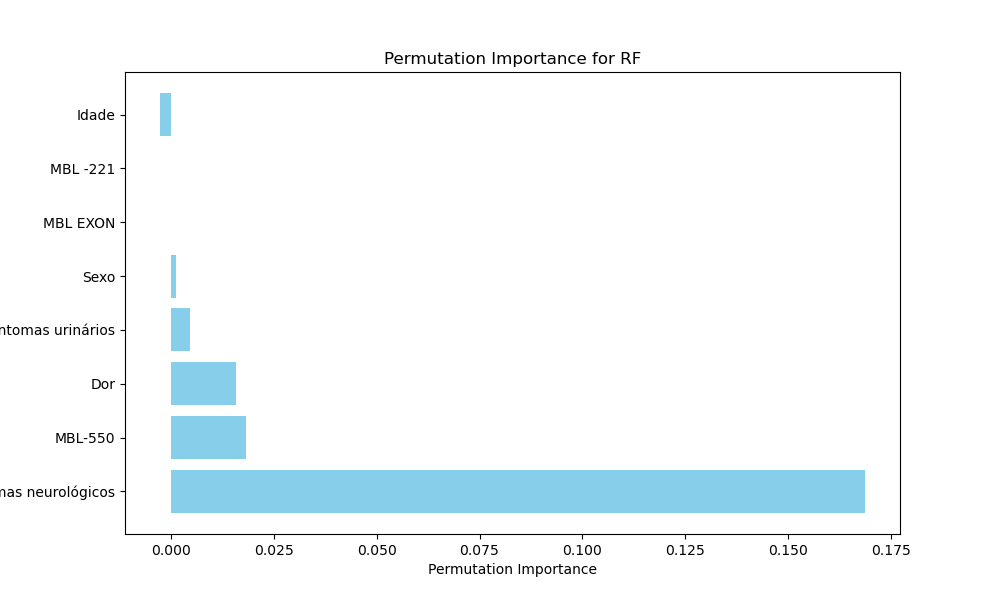 Permutation Importance for RF
Idade
MBL -221
MBL EXON
Sexo
ntomas urinários
Dor
MBL-550
mas neurológicos
0.000 0.025 0.050 0.075 0.100 0.125 0.150 0.175
Permutation Importance